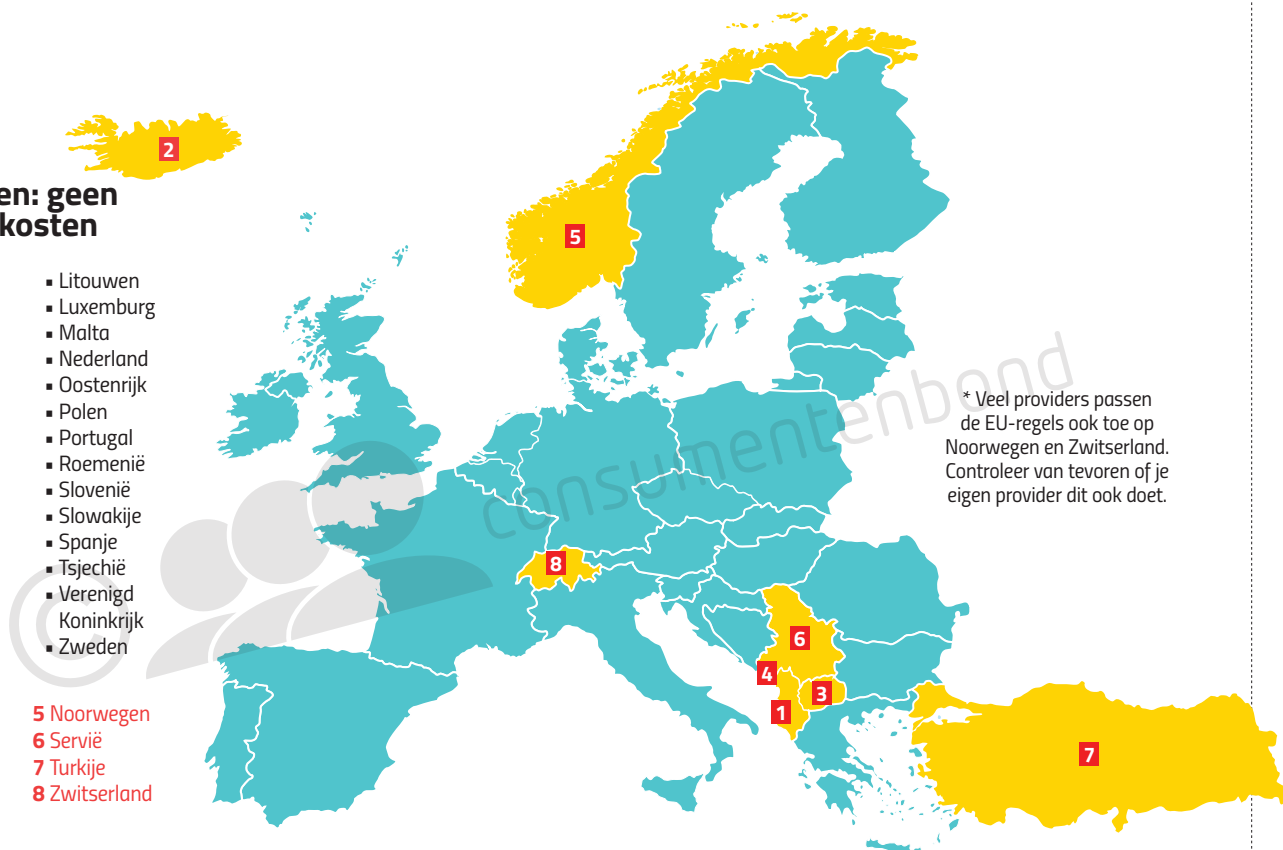 en: geen
kosten
▪ Litouwen
▪ Luxemburg
▪ Malta
▪ Nederland
▪ Oostenrijk
▪ Polen
▪ Portugal
▪ Roemenië
▪ Slovenië
▪ Slowakije
▪ Spanje
▪ Tsjechië
▪ Verenigd
Koninkrijk
▪ Zweden
5 Noorwegen
6 Servië
7 Turkije
8 Zwitserland
2
5
8
6
4
3
1
7
* Veel providers passen
de EU-regels ook toe op
Noorwegen en Zwitserland.
Controleer van tevoren of je
eigen provider dit ook doet.
© consumentenbond